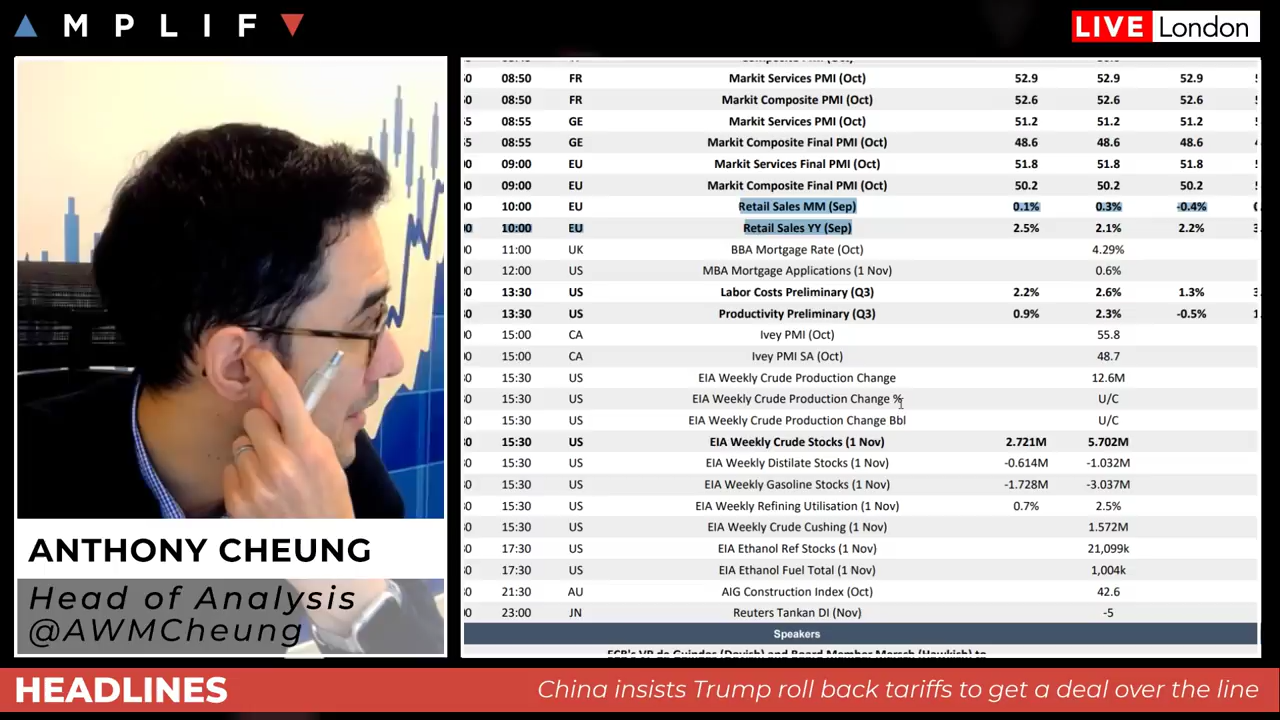 MPLIF
LIVE London
08:50 FR Markit Services PMI (Oct) 52.9 52.9 52.9
08:50 FR Markit Composite PMI (Oct) 52.6 52.6 52.6
08:55 GE Markit Services PMI (Oct) 51.2 51.2 51.2
08:55 GE Markit Composite Final PMI (Oct) 48.6 48.6 48.6
09:00 EU Markit Services Final PMI (Oct) 51.8 51.8 51.8
09:00 EU Markit Composite Final PMI (Oct) 50.2 50.2 50.2
10:00 EU Retail Sales MM (Sep) 0.1% 0.3% -0.4%
10:00 EU Retail Sales YY (Sep) 2.5% 2.1% 2.2%
11:00 UK BBA Mortgage Rate (Oct) 4.29%
12:00 US MBA Mortgage Applications (1 Nov) 0.6%
13:30 US Labor Costs Preliminary (Q3) 2.2% 2.6% 1.3%
13:30 US Productivity Preliminary (Q3) 0.9% 2.3% -0.5%
15:00 CA Ivey PMI (Oct) 55.8
15:00 CA Ivey PMI SA (Oct) 48.7
15:30 US EIA Weekly Crude Production Change 12.6M
15:30 US EIA Weekly Crude Production Change % U/C
15:30 US EIA Weekly Crude Production Change Bbl U/C
15:30 US EIA Weekly Crude Stocks (1 Nov) 2.721M 5.702M
15:30 US EIA Weekly Distilate Stocks (1 Nov) -0.614M -1.032M
15:30 US EIA Weekly Gasoline Stocks (1 Nov) -1.728M -3.037M
15:30 US EIA Weekly Refining Utilisation (1 Nov) 0.7% 2.5%
15:30 US EIA Weekly Crude Cushing (1 Nov) 1.572M
17:30 US EIA Ethanol Ref Stocks (1 Nov) 21,099k
17:30 US EIA Ethanol Fuel Total (1 Nov) 1,004k
21:30 AU AIG Construction Index (Oct) 42.6
23:00 JN Reuters Tankan DI (Nov) -5
Speakers
ECB's VP de Guindos (Dovish) and Board Member Mersch (Hawkish) to
ANTHONY CHEUNG
Head of Analysis
@AWMCheung
HEADLINES China insists Trump roll back tariffs to get a deal over the line